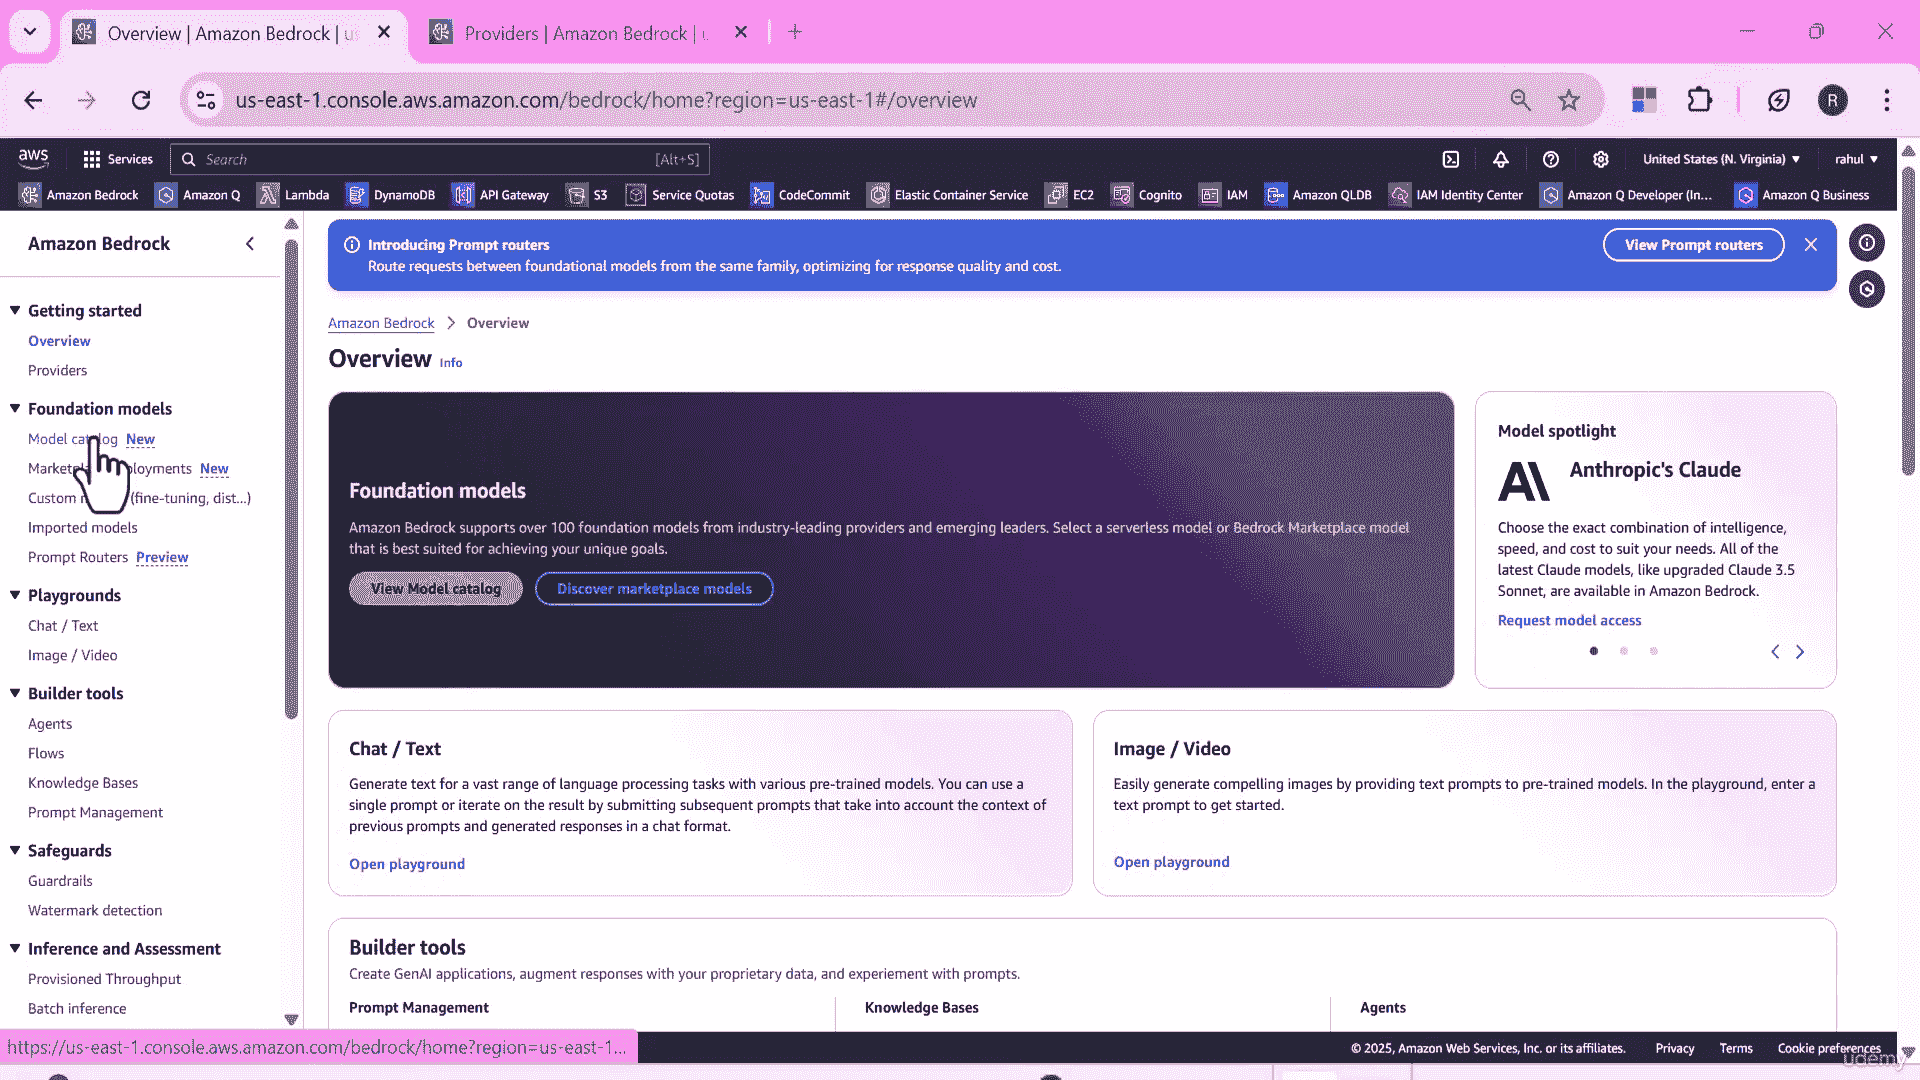 Overview | Amazon Bedrock | us
Providers | Amazon Bedrock | u
us-east-1.console.aws.amazon.com/bedrock/home?region=us-east-1#/overview
R
aws
Services
Search
[Alt+S]
United States (N. Virginia)
rahul
Amazon Bedrock
Amazon Q
Lambda
DynamoDB
API Gateway
S3
Service Quotas
CodeCommit
Elastic Container Service
EC2
Cognito
IAM
Amazon QLDB
IAM Identity Center
Amazon Q Developer (In...
Amazon Q Business
Amazon Bedrock
Getting started
Overview
Providers
Foundation models
Model catalog New
New
(fine-tuning, dist...)
Imported models
Prompt Routers Preview
Playgrounds
Chat / Text
Image / Video
Builder tools
Agents
Flows
Knowledge Bases
Prompt Management
Safeguards
Guardrails
Watermark detection
Inference and Assessment
Provisioned Throughput
Batch inference
Introducing Prompt routers
Route requests between foundational models from the same family, optimizing for response quality and cost.
View Prompt routers
Amazon Bedrock > Overview
Overview Info
Foundation models
Amazon Bedrock supports over 100 foundation models from industry-leading providers and emerging leaders. Select a serverless model or Bedrock Marketplace model
that is best suited for achieving your unique goals.
View Model catalog
Discover marketplace models
Model spotlight
Anthropic's Claude
Choose the exact combination of intelligence,
speed, and cost to suit your needs. All of the
latest Claude models, like upgraded Claude 3.5
Sonnet, are available in Amazon Bedrock.
Request model access
Chat / Text
Generate text for a vast range of language processing tasks with various pre-trained models. You can use a
single prompt or iterate on the result by submitting subsequent prompts that take into account the context of
previous prompts and generated responses in a chat format.
Open playground
Image / Video
Easily generate compelling images by providing text prompts to pre-trained models. In the playground, enter a
text prompt to get started.
Open playground
Builder tools
Create GenAI applications, augment responses with your proprietary data, and experiement with prompts.
Prompt Management
Knowledge Bases
Agents
https://us-east-1.console.aws.amazon.com/bedrock/home?region=us-east-1...
© 2025, Amazon Web Services, Inc. or its affiliates.
Privacy
Terms
Cookie preferences
udemy